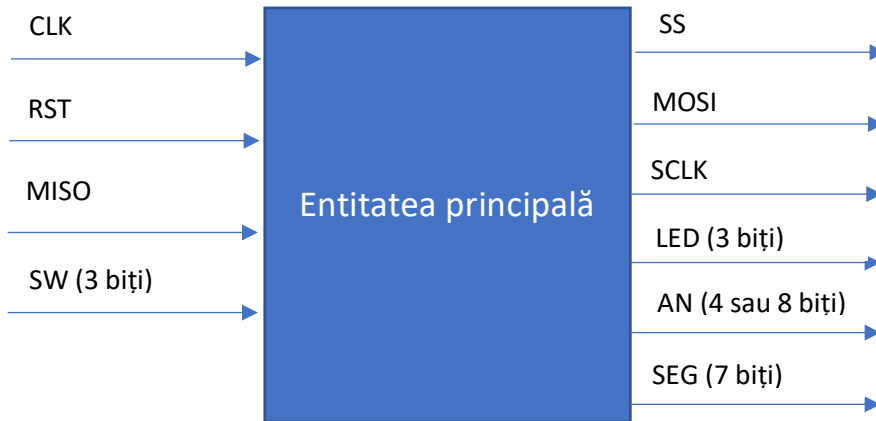 CLK
RST
MISO
SW (3 biți)
Entitatea principală
SS
MOSI
SCLK
LED (3 biți)
AN (4 sau 8 biți)
SEG (7 biți)